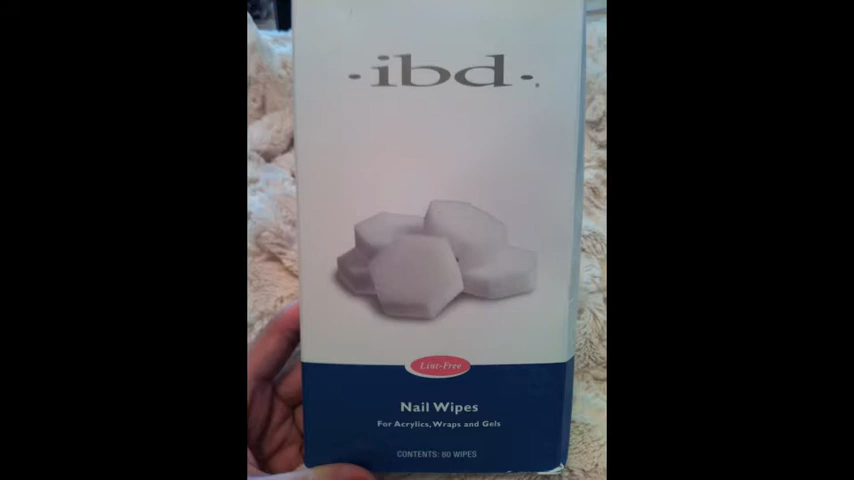 ·ibd·
Lint-Free
Nail Wipes
For Acrylics, Wraps and Gels
CONTENTS: 60 WIPES